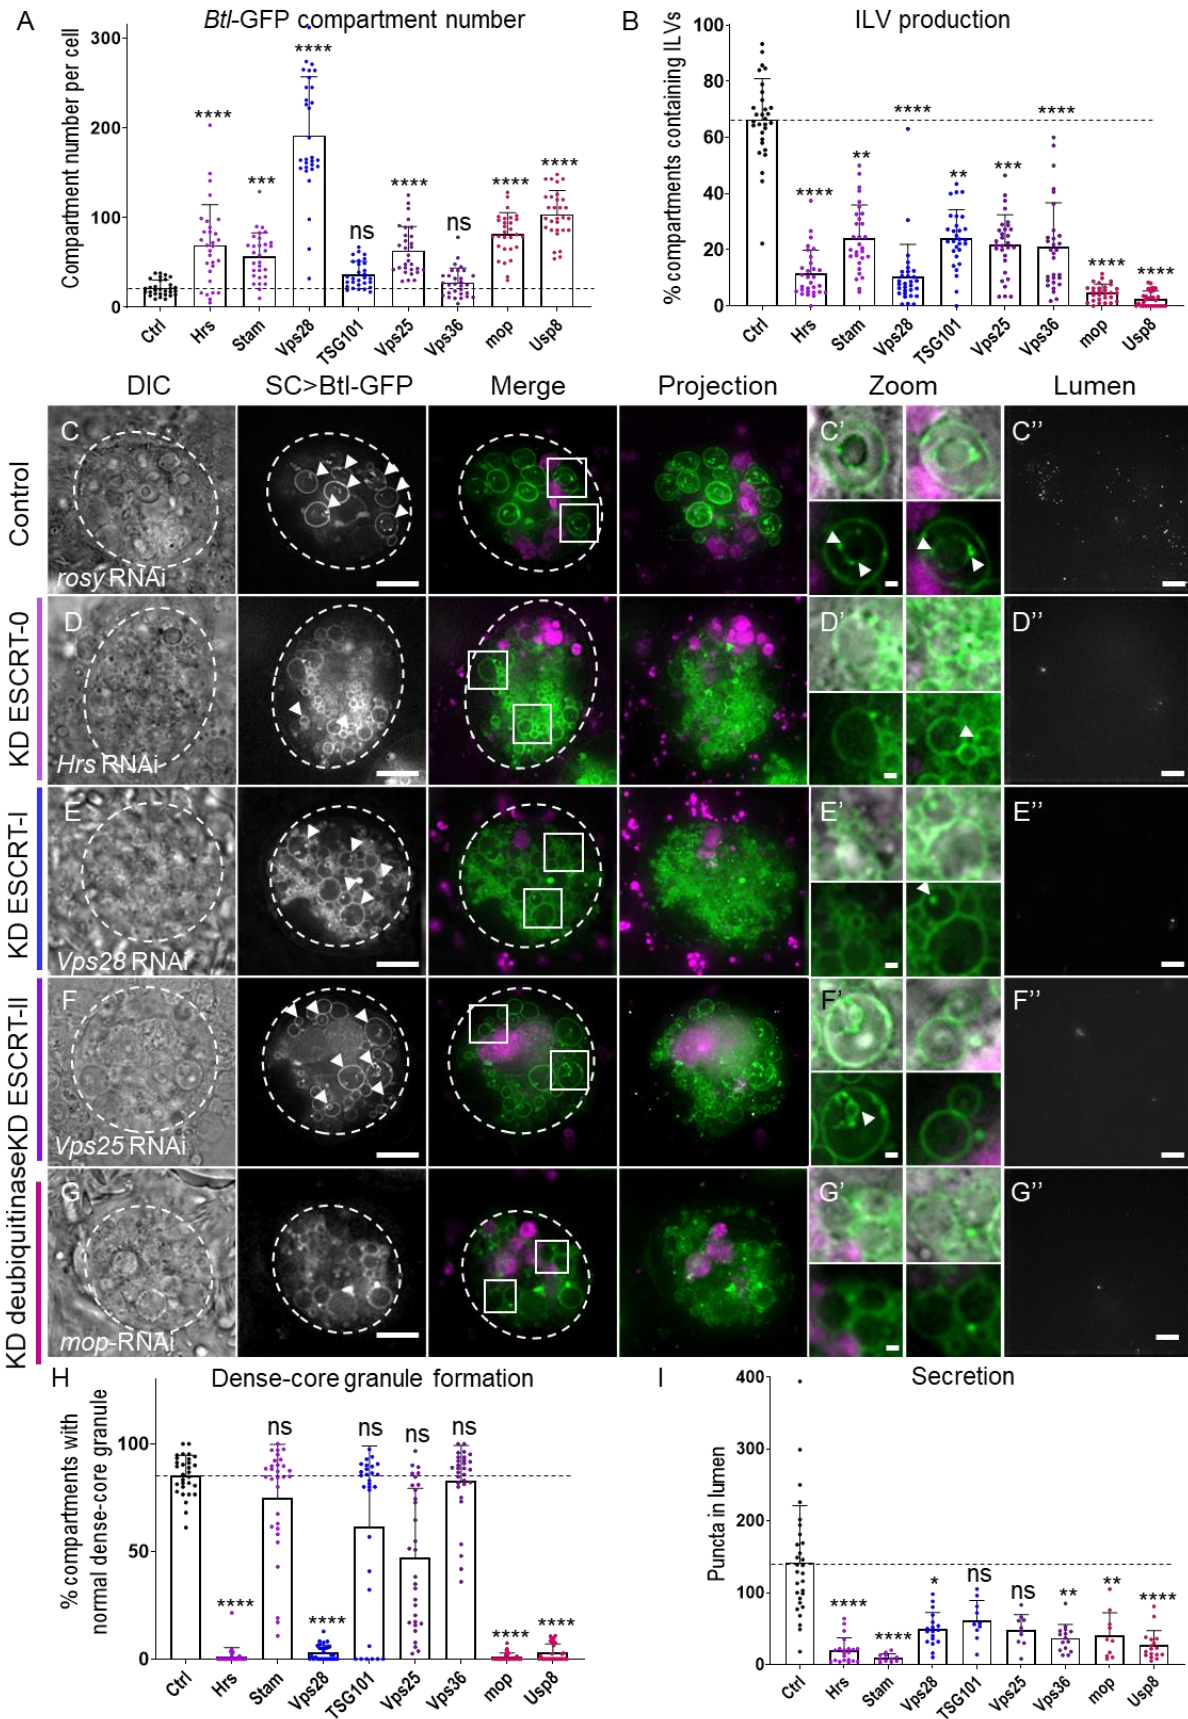 A
Btl-GFP compartment number
Compartment number per cell
300
200
100
0
****
***
****
ns
****
ns
****
****
Ctrl
Hrs
Stam
Vps28
TSG101
Vps25
Vps36
mop
Usp8
B
ILV production
% compartments containing ILVs
100
80
60
40
20
0
****
**
****
**
***
****
****
****
Ctrl
Hrs
Stam
Vps28
TSG101
Vps25
Vps36
mop
Usp8
DIC
SC>Btl-GFP
Merge
Projection
Zoom
Lumen
Control
C
rosy RNAi
C’
C’’
KD ESCRT-0
D
Hrs RNAi
D’
D’’
KD ESCRT-I
E
Vps28 RNAi
E’
E’’
KD ESCRT-II
F
Vps25 RNAi
F’
F’’
KD deubiquitinase
G
mop-RNAi
G’
G’’
H
Dense-core granule formation
% compartments with
normal dense-core granule
100
50
0
****
ns
****
ns
ns
ns
****
****
Ctrl
Hrs
Stam
Vps28
TSG101
Vps25
Vps36
mop
Usp8
I
Secretion
Puncta in lumen
400
300
200
100
0
****
****
*
ns
ns
**
**
****
Ctrl
Hrs
Stam
Vps28
TSG101
Vps25
Vps36
mop
Usp8